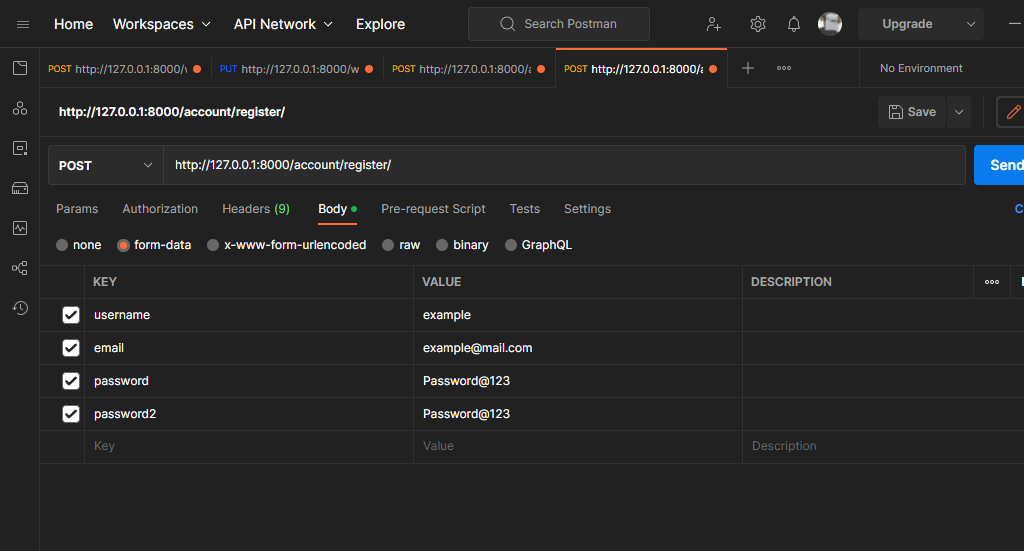 Home Workspaces API Network Explore Search Postman Upgrade
POST http://127.0.0.1:8000/ PUT http://127.0.0.1:8000/w POST http://127.0.0.1:8000/a POST http://127.0.0.1:8000/a No Environment
http://127.0.0.1:8000/account/register/ Save
POST http://127.0.0.1:8000/account/register/ Send
Params Authorization Headers (9) Body Pre-request Script Tests Settings C
none form-data x-www-form-urlencoded raw binary GraphQL
KEY VALUE DESCRIPTION
username example
email example@mail.com
password Password@123
password2 Password@123
Key Value Description